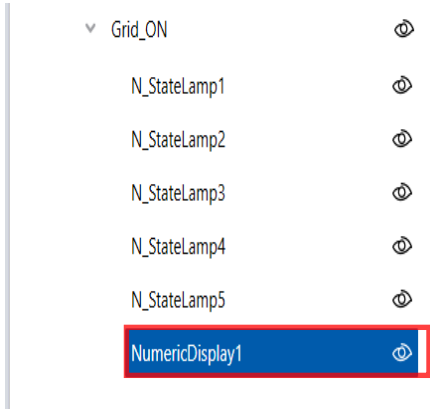 Grid_ON
N_StateLamp1
N_StateLamp2
N_StateLamp3
N_StateLamp4
N_StateLamp5
NumericDisplay1